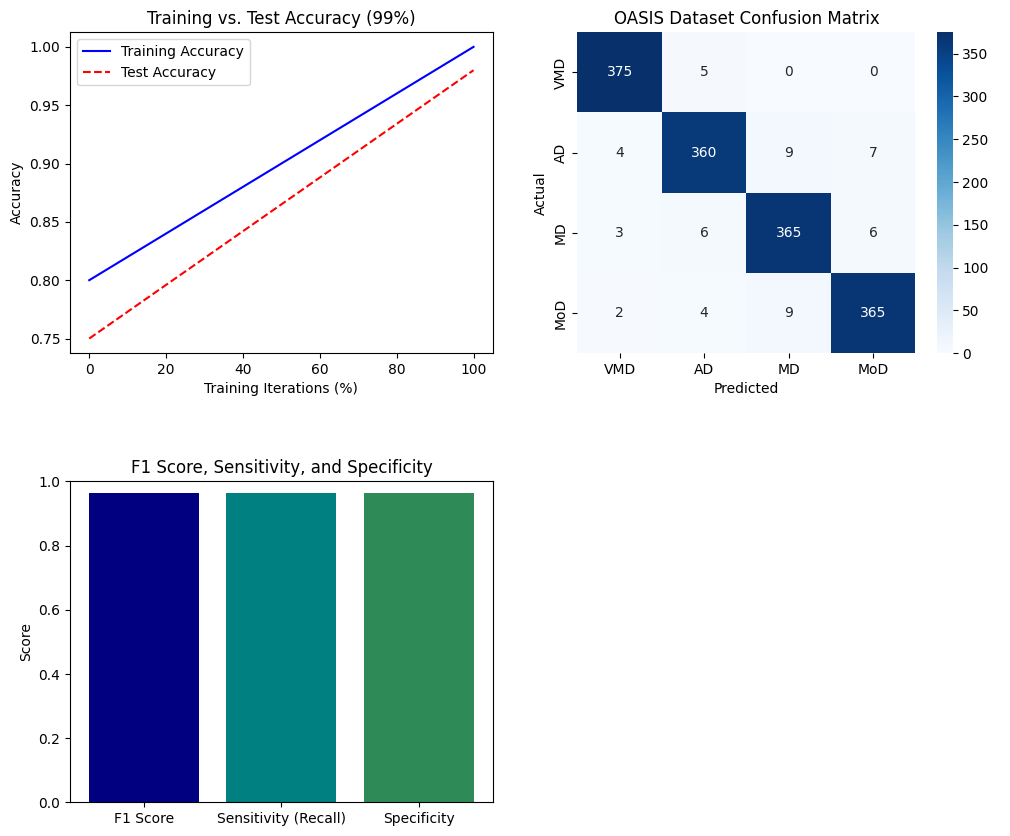 Training vs. Test Accuracy (99%)
Training Accuracy
Test Accuracy
Accuracy
1.00
0.95
0.90
0.85
0.80
0.75
0 20 40 60 80 100
Training Iterations (%)
OASIS Dataset Confusion Matrix
Actual
VMD 375 5 0 0
AD 4 360 9 7
MD 3 6 365 6
MoD 2 4 9 365
VMD AD MD MoD
Predicted
350
300
250
200
150
100
50
0
F1 Score, Sensitivity, and Specificity
Score
1.0
0.8
0.6
0.4
0.2
0.0
F1 Score Sensitivity (Recall) Specificity